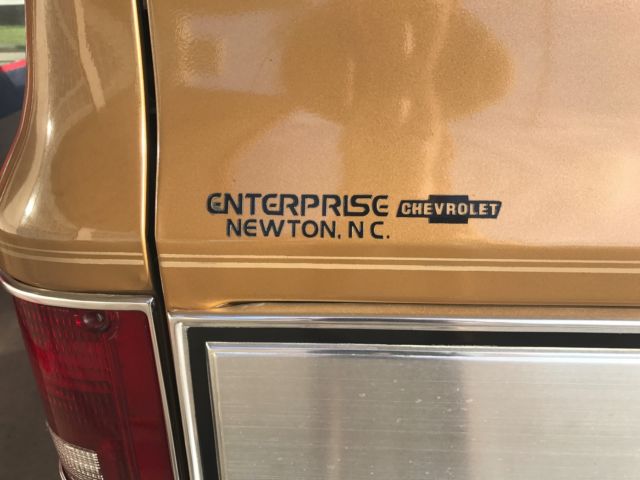 ENTERPRISE CHEVROLET
NEWTON, N C.